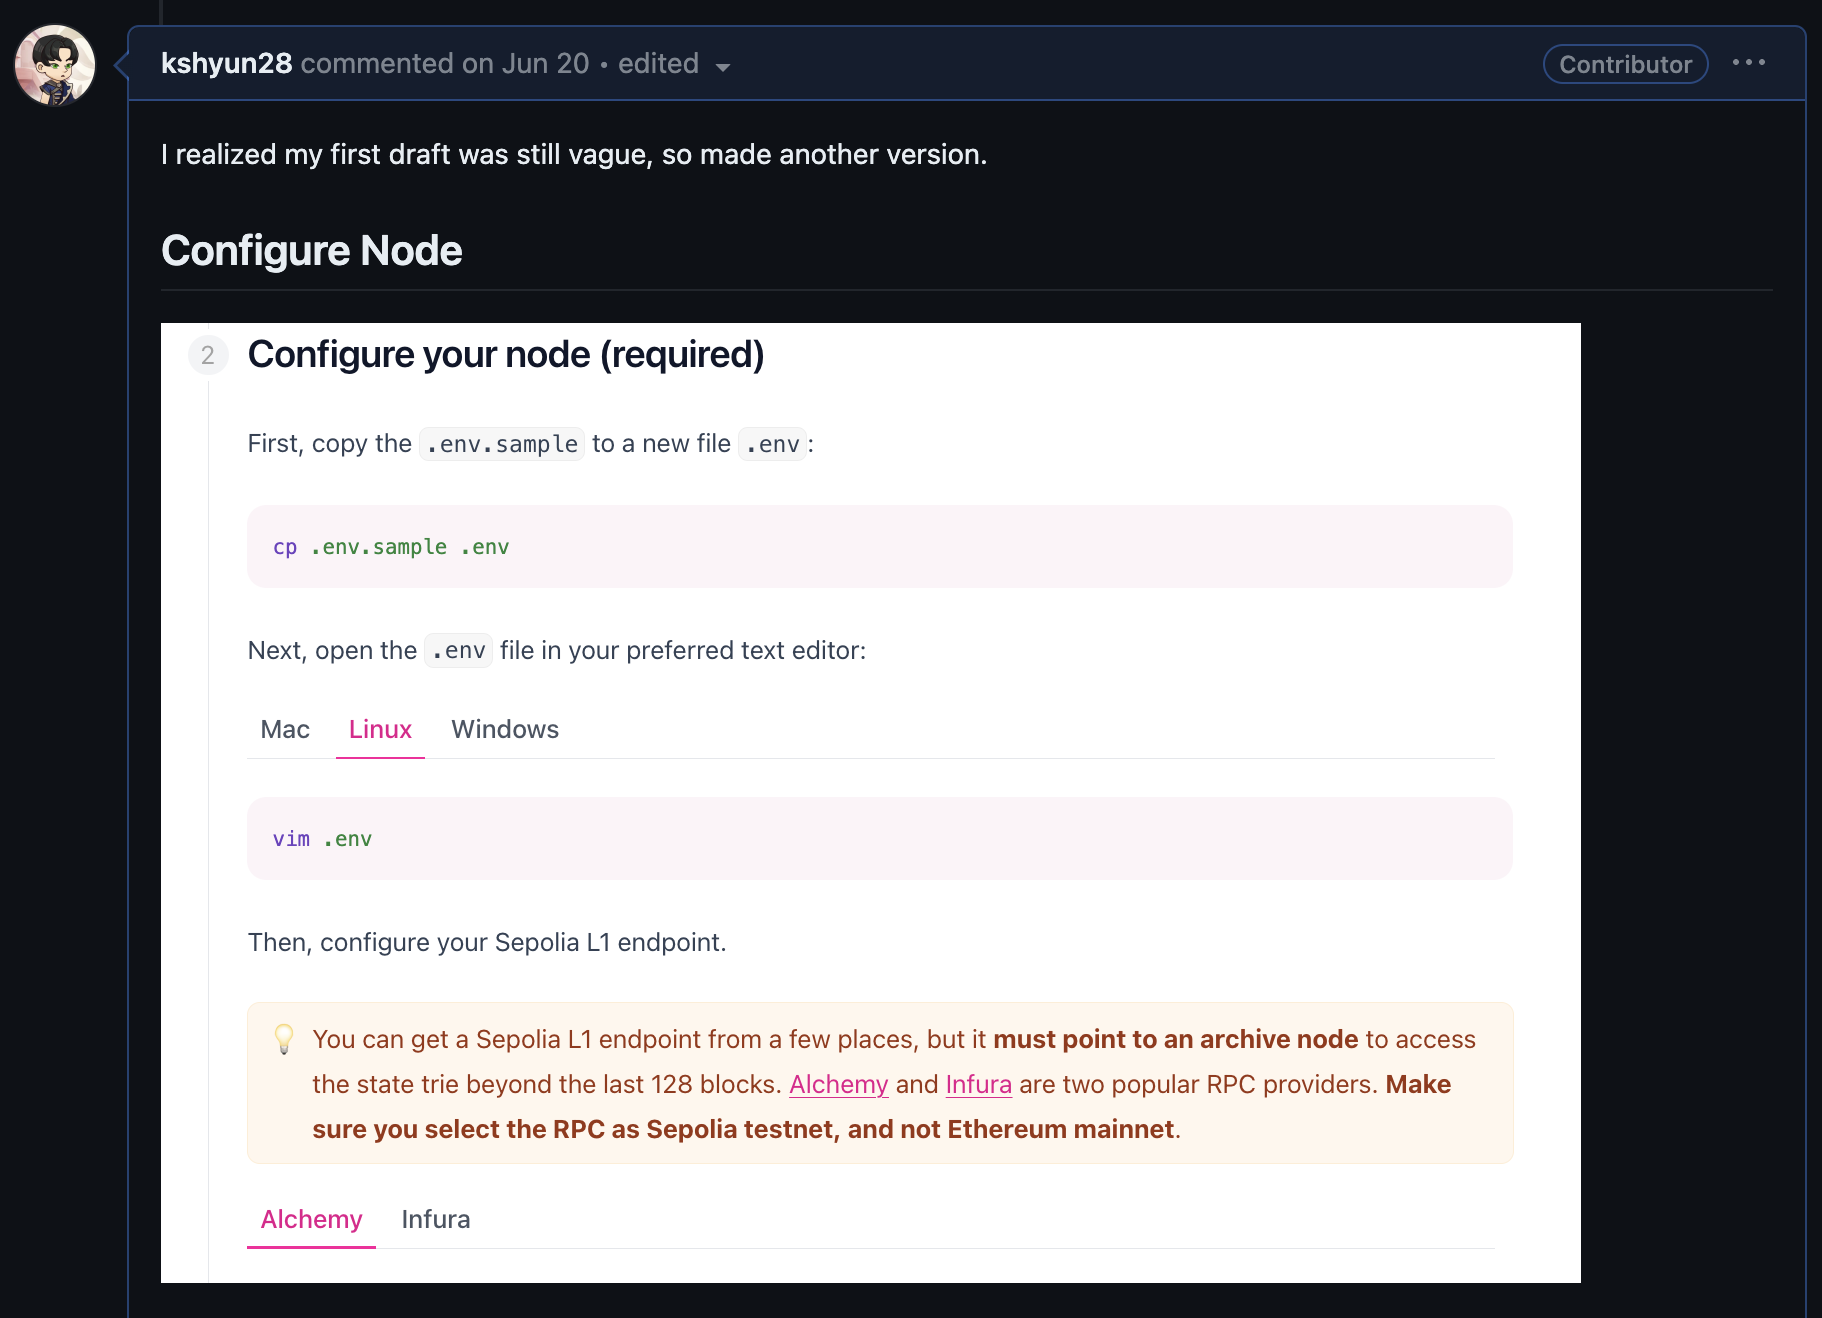 kshyun28 commented on Jun 20 • edited
Contributor
I realized my first draft was still vague, so made another version.
Configure Node
2 Configure your node (required)
First, copy the .env.sample to a new file .env:
cp .env.sample .env
Next, open the .env file in your preferred text editor:
Mac Linux Windows
vim .env
Then, configure your Sepolia L1 endpoint.
You can get a Sepolia L1 endpoint from a few places, but it must point to an archive node to access
the state trie beyond the last 128 blocks. Alchemy and Infura are two popular RPC providers. Make
sure you select the RPC as Sepolia testnet, and not Ethereum mainnet.
Alchemy Infura